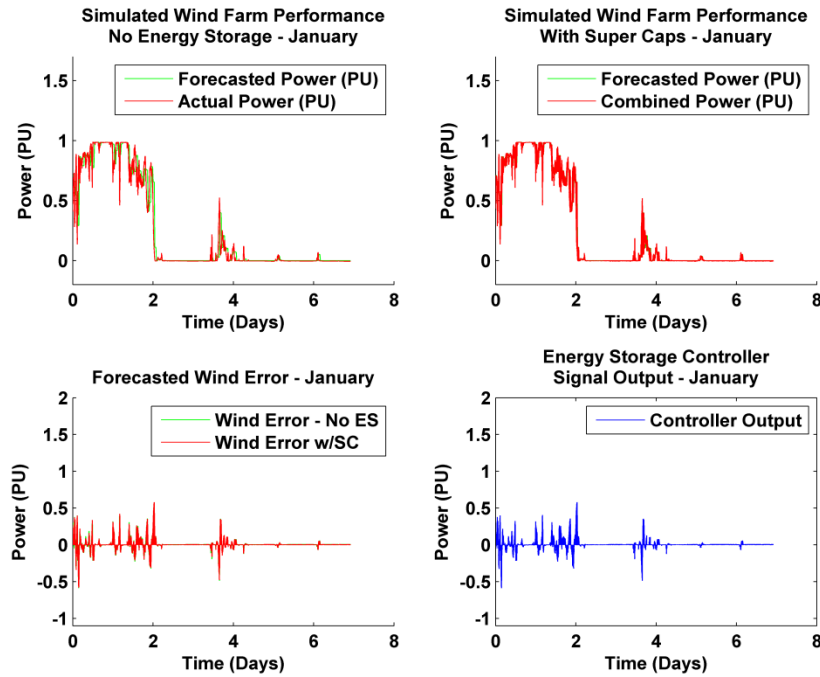 Simulated Wind Farm Performance
No Energy Storage - January
Forecasted Power (PU)
Actual Power (PU)
Power (PU)
1.5
1
0.5
0
0
2
4
6
8
Time (Days)
Simulated Wind Farm Performance
With Super Caps - January
Forecasted Power (PU)
Combined Power (PU)
Power (PU)
1.5
1
0.5
0
0
2
4
6
8
Time (Days)
Forecasted Wind Error - January
Wind Error - No ES
Wind Error w/SC
Power (PU)
2
1.5
1
0.5
0
-0.5
-1
0
2
4
6
8
Time (Days)
Energy Storage Controller
Signal Output - January
Controller Output
Power (PU)
2
1.5
1
0.5
0
-0.5
-1
0
2
4
6
8
Time (Days)